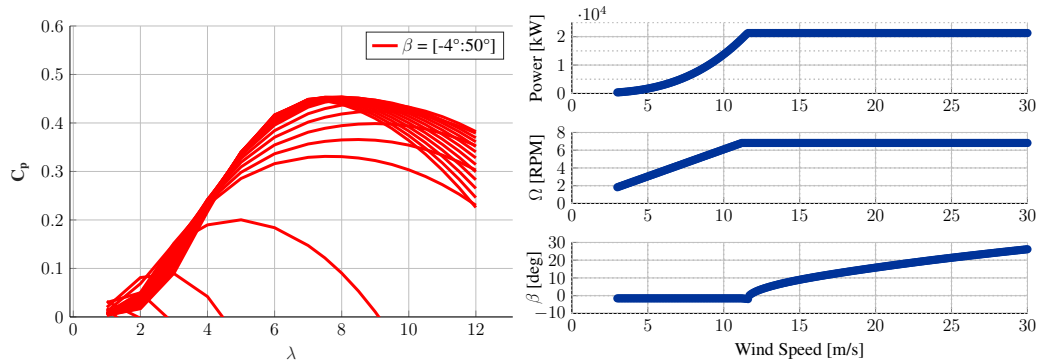 0.6
0.5
0.4
0.3
0.2
0.1
0
C_p
β = [-4°:50°]
0 2 4 6 8 10 12
λ
·10⁴
2
1
0
Power [kW]
0 5 10 15 20 25 30
8
6
4
2
0
Ω [RPM]
0 5 10 15 20 25 30
30
20
10
0
−10
β [deg]
0 5 10 15 20 25 30
Wind Speed [m/s]